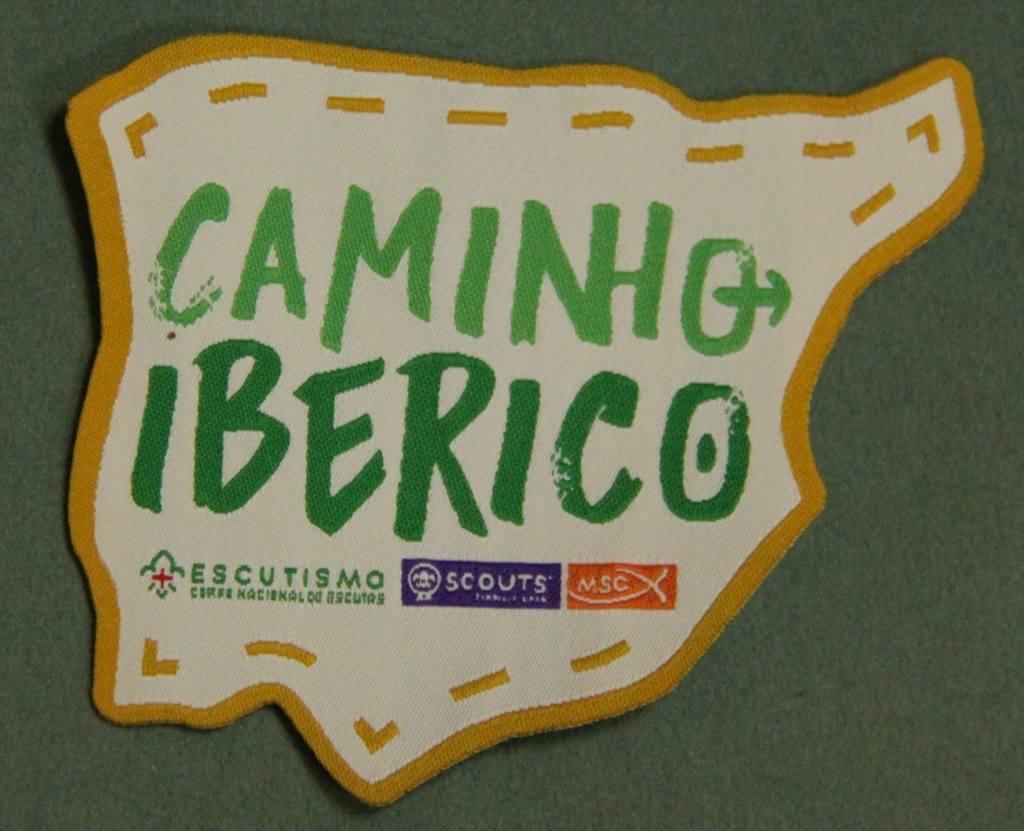 CAMINHO
IBERICO
ESCUTISMO SCOUTS MSC
CORPO NACIONAL DE ESCUTAS